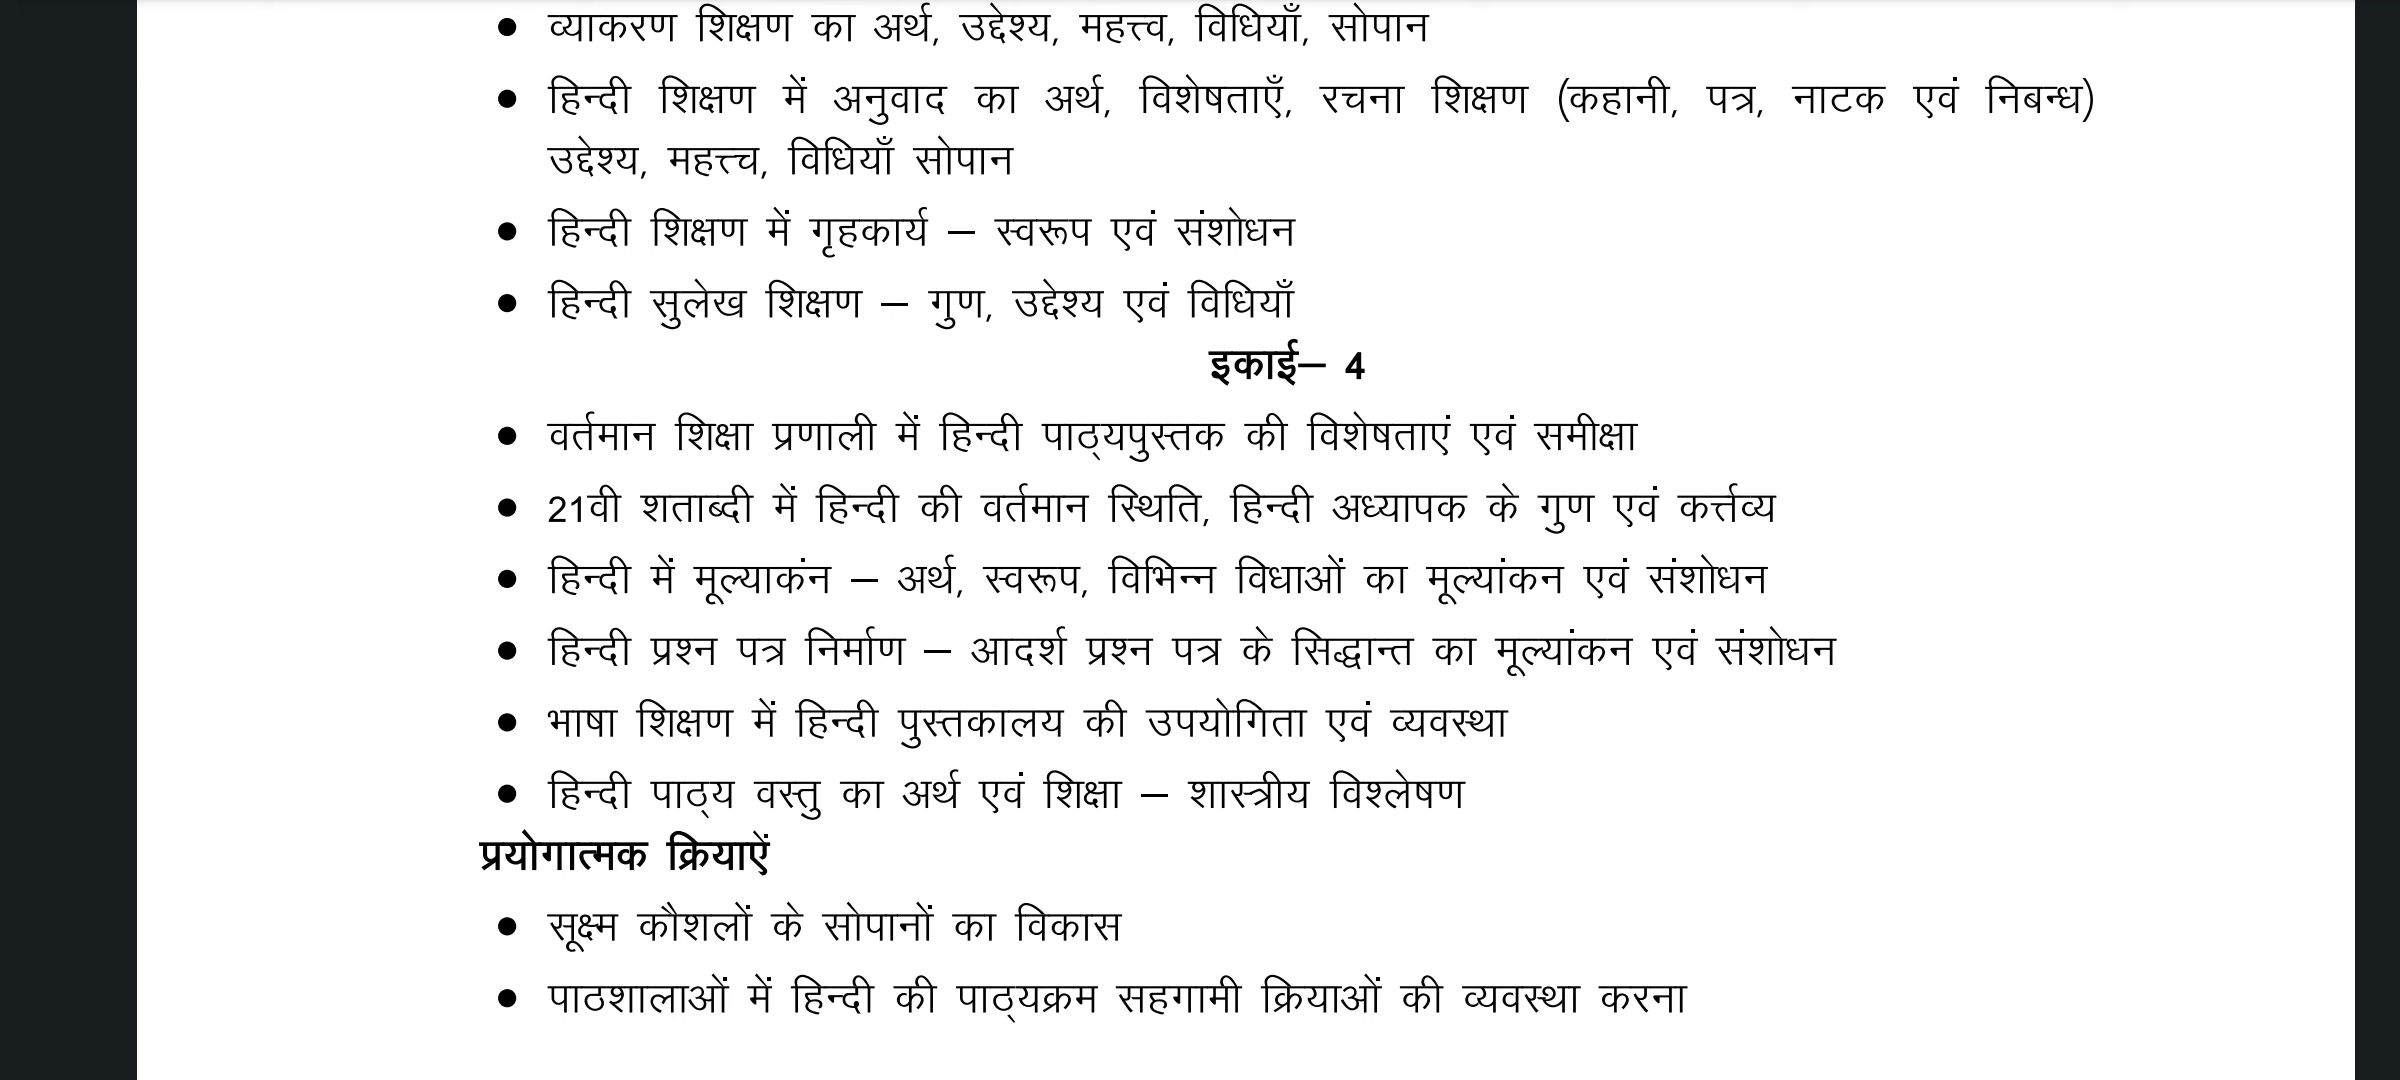 • व्याकरण शिक्षण का अर्थ, उद्देश्य, महत्त्व, विधियाँ, सोपान
• हिन्दी शिक्षण में अनुवाद का अर्थ, विशेषताएँ, रचना शिक्षण (कहानी, पत्र, नाटक एवं निबन्ध)
उद्देश्य, महत्त्च, विधियाँ सोपान
• हिन्दी शिक्षण में गृहकार्य – स्वरूप एवं संशोधन
• हिन्दी सुलेख शिक्षण – गुण, उद्देश्य एवं विधियाँ
इकाई– 4
• वर्तमान शिक्षा प्रणाली में हिन्दी पाठ्यपुस्तक की विशेषताएं एवं समीक्षा
• 21वी शताब्दी में हिन्दी की वर्तमान स्थिति, हिन्दी अध्यापक के गुण एवं कर्त्तव्य
• हिन्दी में मूल्याकंन – अर्थ, स्वरूप, विभिन्न विधाओं का मूल्यांकन एवं संशोधन
• हिन्दी प्रश्न पत्र निर्माण – आदर्श प्रश्न पत्र के सिद्धान्त का मूल्यांकन एवं संशोधन
• भाषा शिक्षण में हिन्दी पुस्तकालय की उपयोगिता एवं व्यवस्था
• हिन्दी पाठ्य वस्तु का अर्थ एवं शिक्षा – शास्त्रीय विश्लेषण
प्रयोगात्मक क्रियाऐं
• सूक्ष्म कौशलों के सोपानों का विकास
• पाठशालाओं में हिन्दी की पाठ्यक्रम सहगामी क्रियाओं की व्यवस्था करना